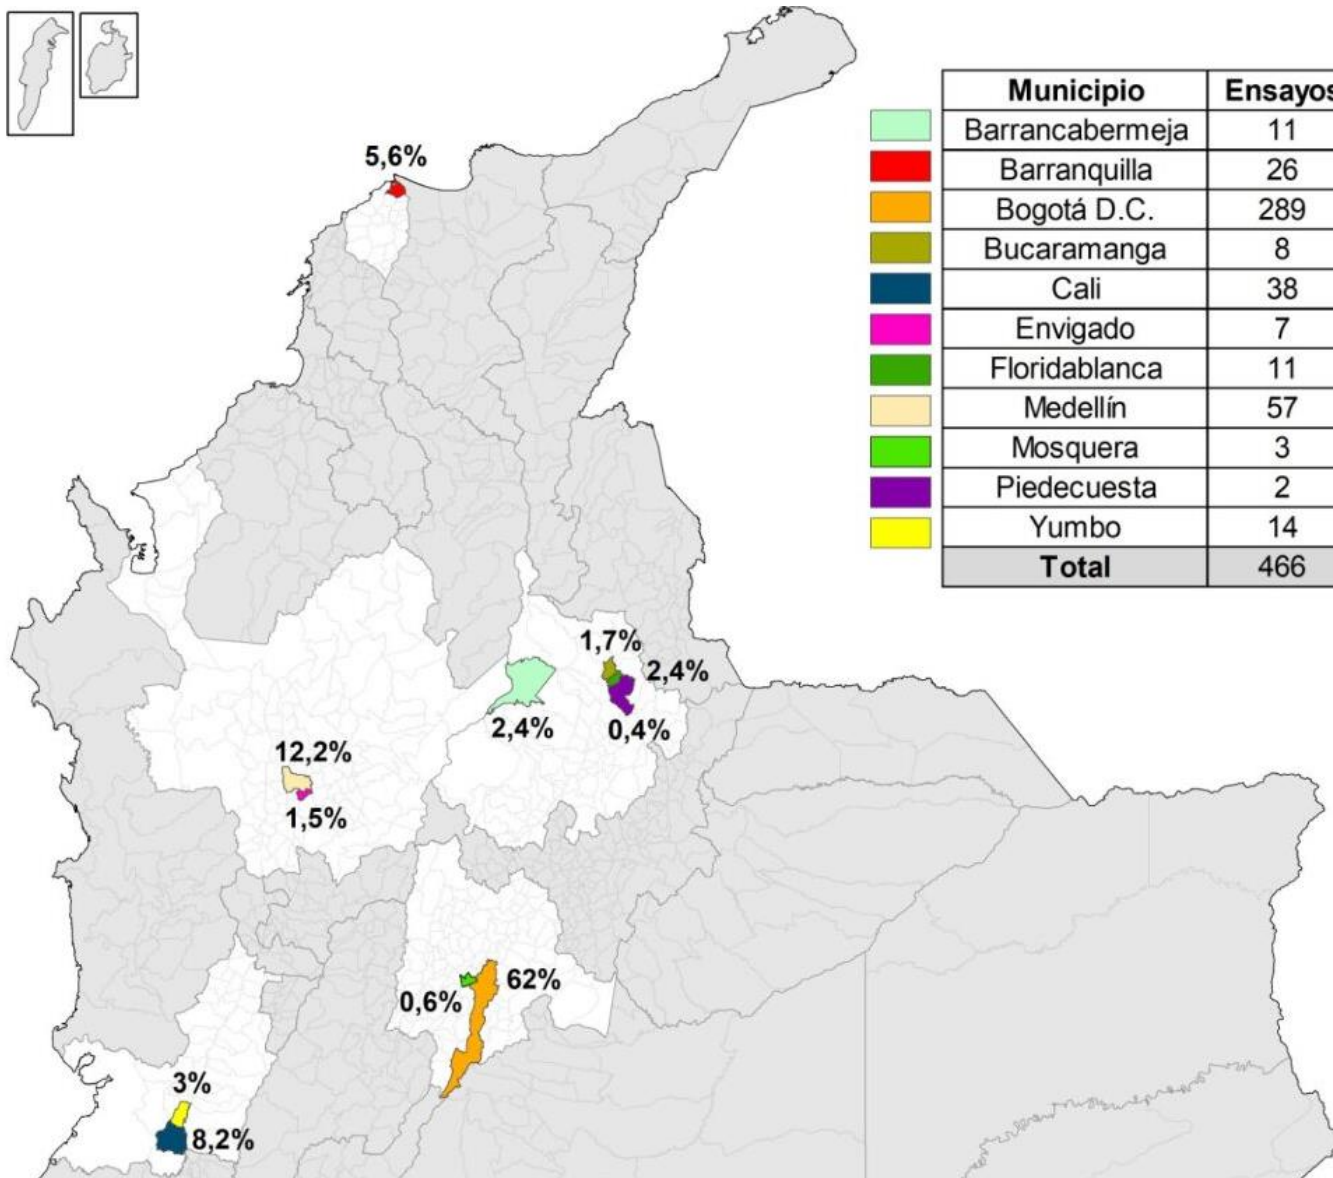 Municipio Ensayos
Barrancabermeja 11
Barranquilla 26
Bogotá D.C. 289
Bucaramanga 8
Cali 38
Envigado 7
Floridablanca 11
Medellín 57
Mosquera 3
Piedecuesta 2
Yumbo 14
Total 466
5,6%
1,7%
2,4%
2,4%
0,4%
12,2%
1,5%
62%
0,6%
3%
8,2%